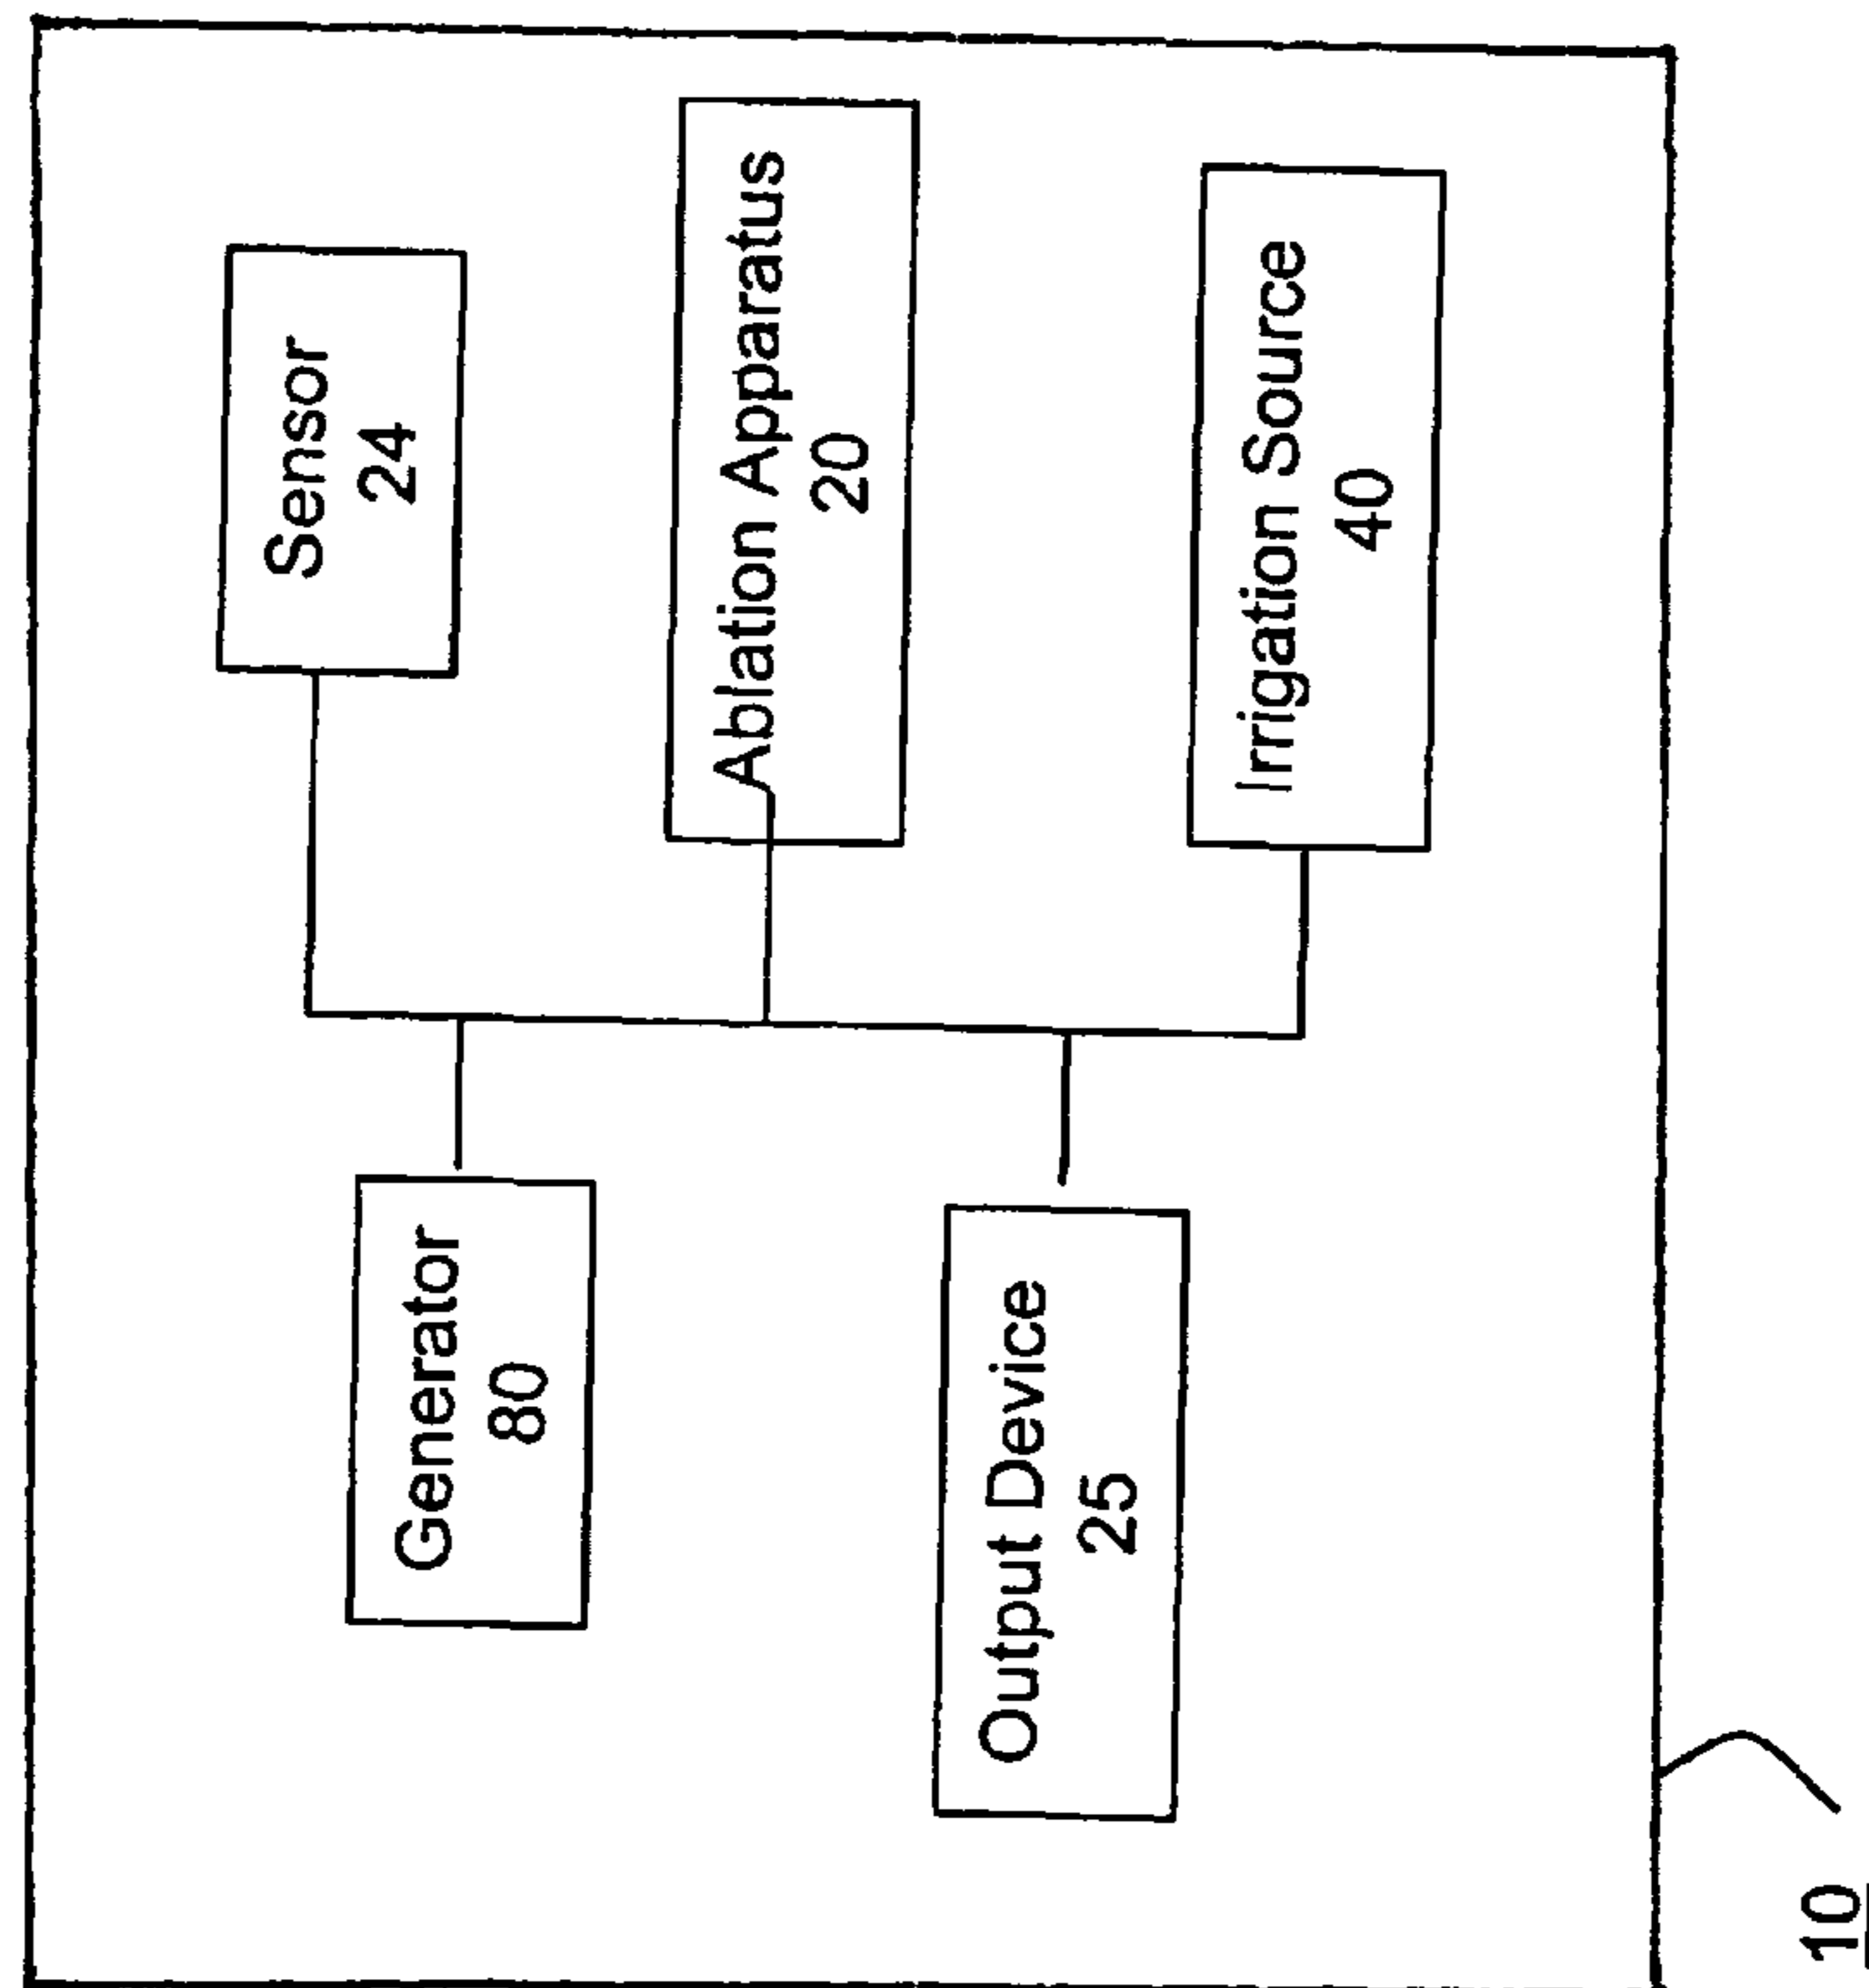 Sensor
24
Generator
80
Ablation Apparatus
20
Output Device
25
Irrigation Source
40
10